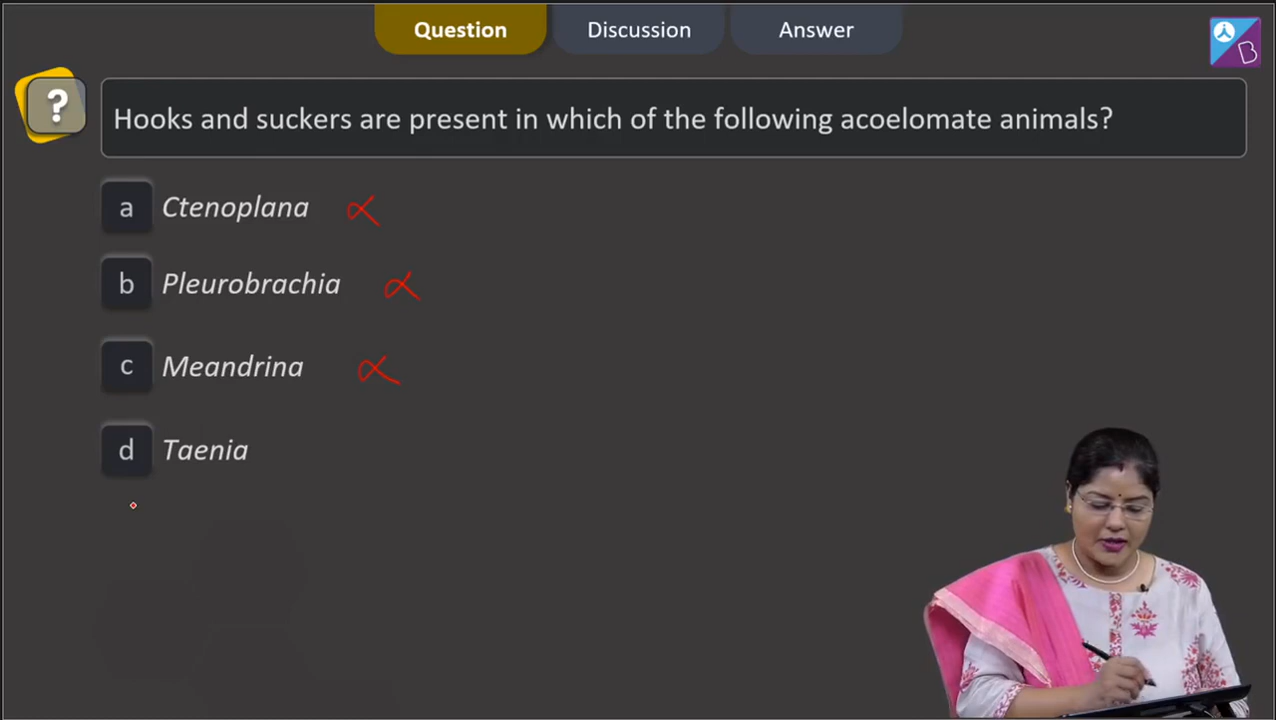 Question Discussion Answer
? Hooks and suckers are present in which of the following acoelomate animals?
a Ctenoplana
b Pleurobrachia
c Meandrina
d Taenia
B